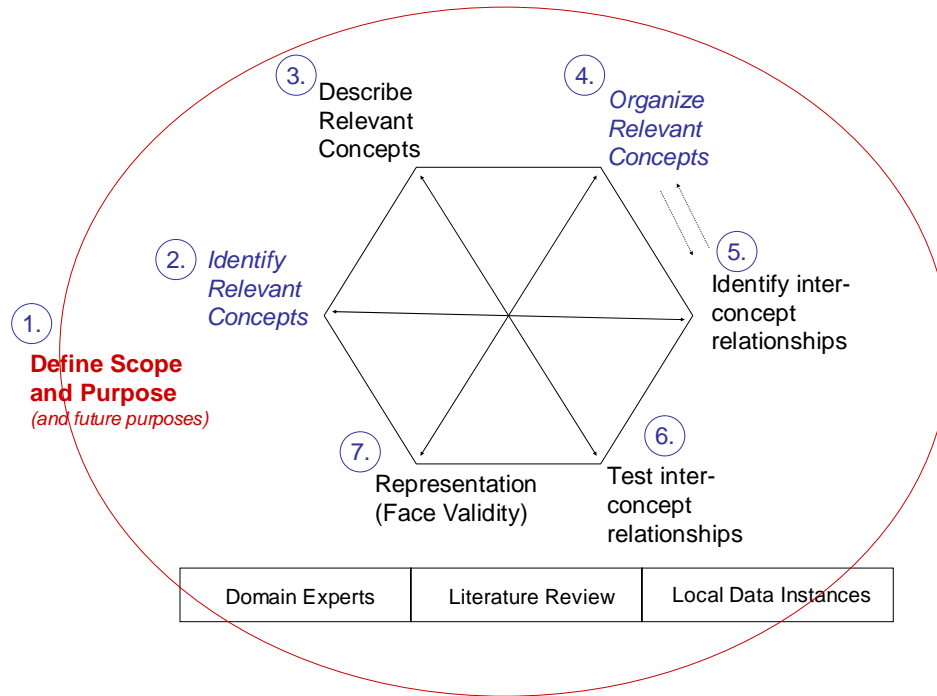 1.
Define Scope
and Purpose
(and future purposes)
2.
Identify
Relevant
Concepts
3.
Describe
Relevant
Concepts
4.
Organize
Relevant
Concepts
5.
Identify inter-
concept
relationships
6.
Test inter-
concept
relationships
7.
Representation
(Face Validity)
Domain Experts
Literature Review
Local Data Instances